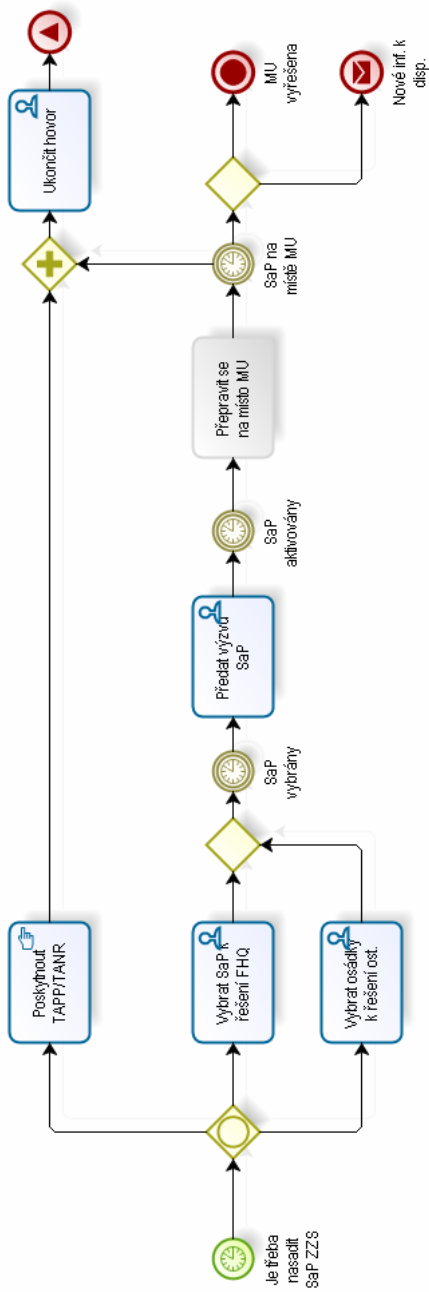 Je třeba
nasadit
SaP ZZS
Poskytnout
TAPP/TANR
Vybrat SaP k
řešení FHQ
Vybrat osádky
k řešení ost.
SaP
vybrány
Předat výzvu
SaP
SaP
aktivovány
Přepravit se
na místo MU
SaP na
místě MU
Ukončit hovor
MU
vyřešena
Nové inf. k
disp.